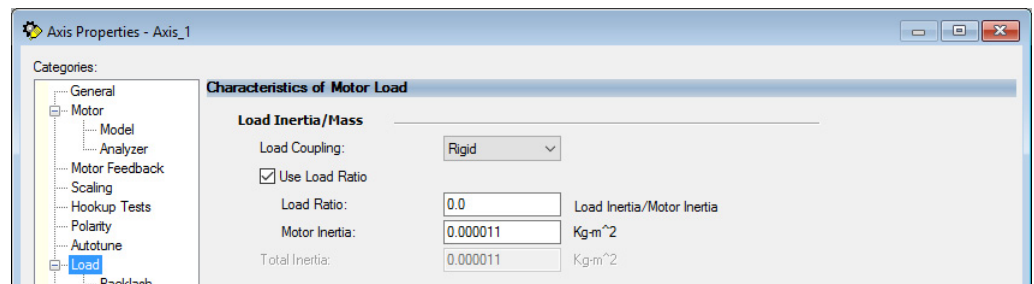 Axis Properties - Axis_1
Categories:
General
Motor
Model
Analyzer
Motor Feedback
Scaling
Hookup Tests
Polarity
Autotune
Load
Backlash
Characteristics of Motor Load
Load Inertia/Mass
Load Coupling: Rigid
Use Load Ratio
Load Ratio: 0.0 Load Inertia/Motor Inertia
Motor Inertia: 0.000011 Kg-m^2
Total Inertia: 0.000011 Kg-m^2